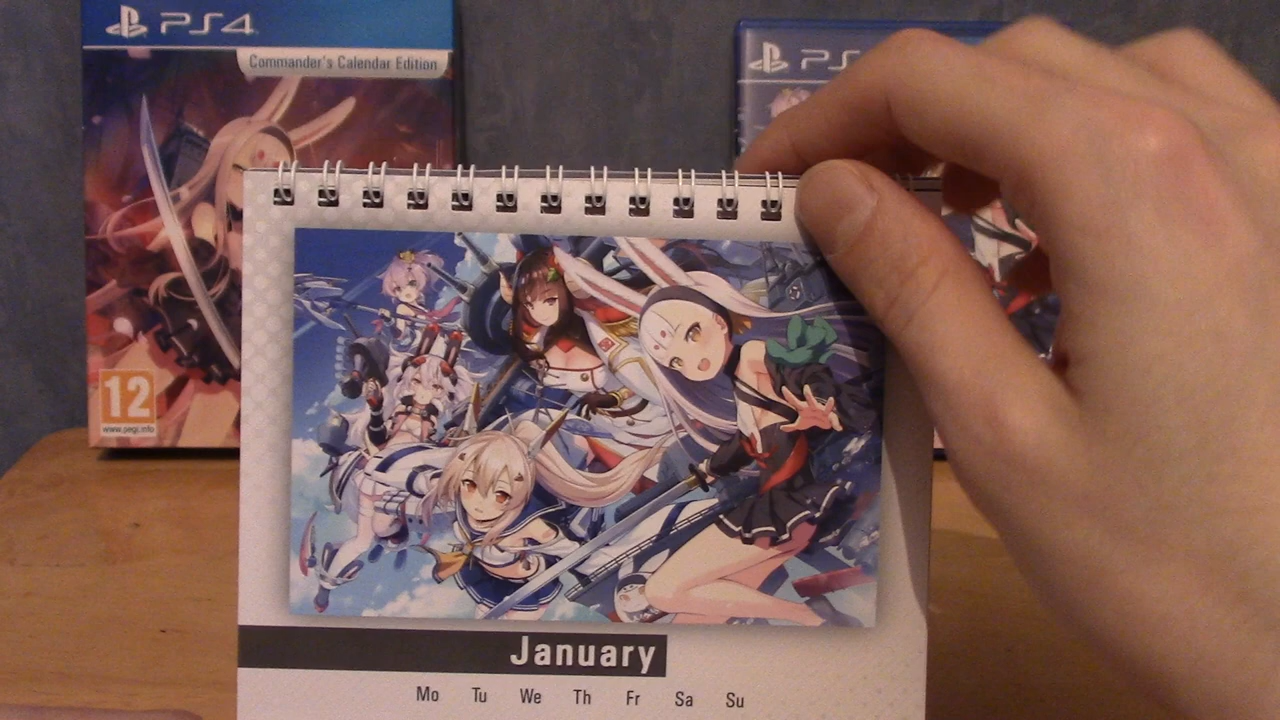 PS4
Commander's Calendar Edition
PS
12
www.pegi.info
January
Mo Tu We Th Fr Sa Su